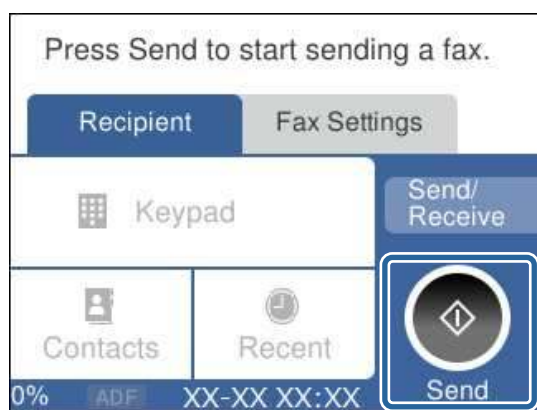 Press Send to start sending a fax.
Recipient
Fax Settings
Keypad
Send/
Receive
Contacts
Recent
Send
0%
ADF
XX-XX XX:XX